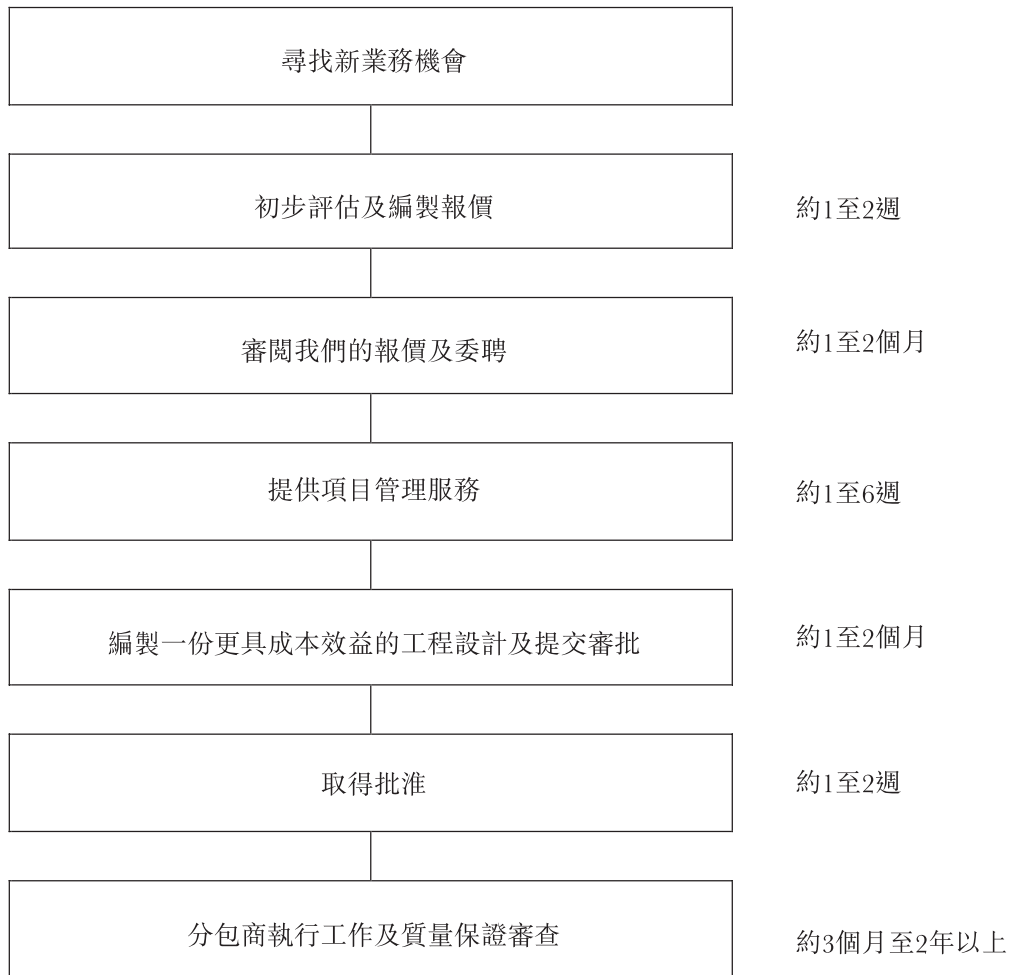 尋找新業務機會
初步評估及編製報價
約1至2週
審閱我們的報價及委聘
約1至2個月
提供項目管理服務
約1至6週
編製一份更具成本效益的工程設計及提交審批
約1至2個月
取得批淮
約1至2週
分包商執行工作及質量保證審查
約3個月至2年以上